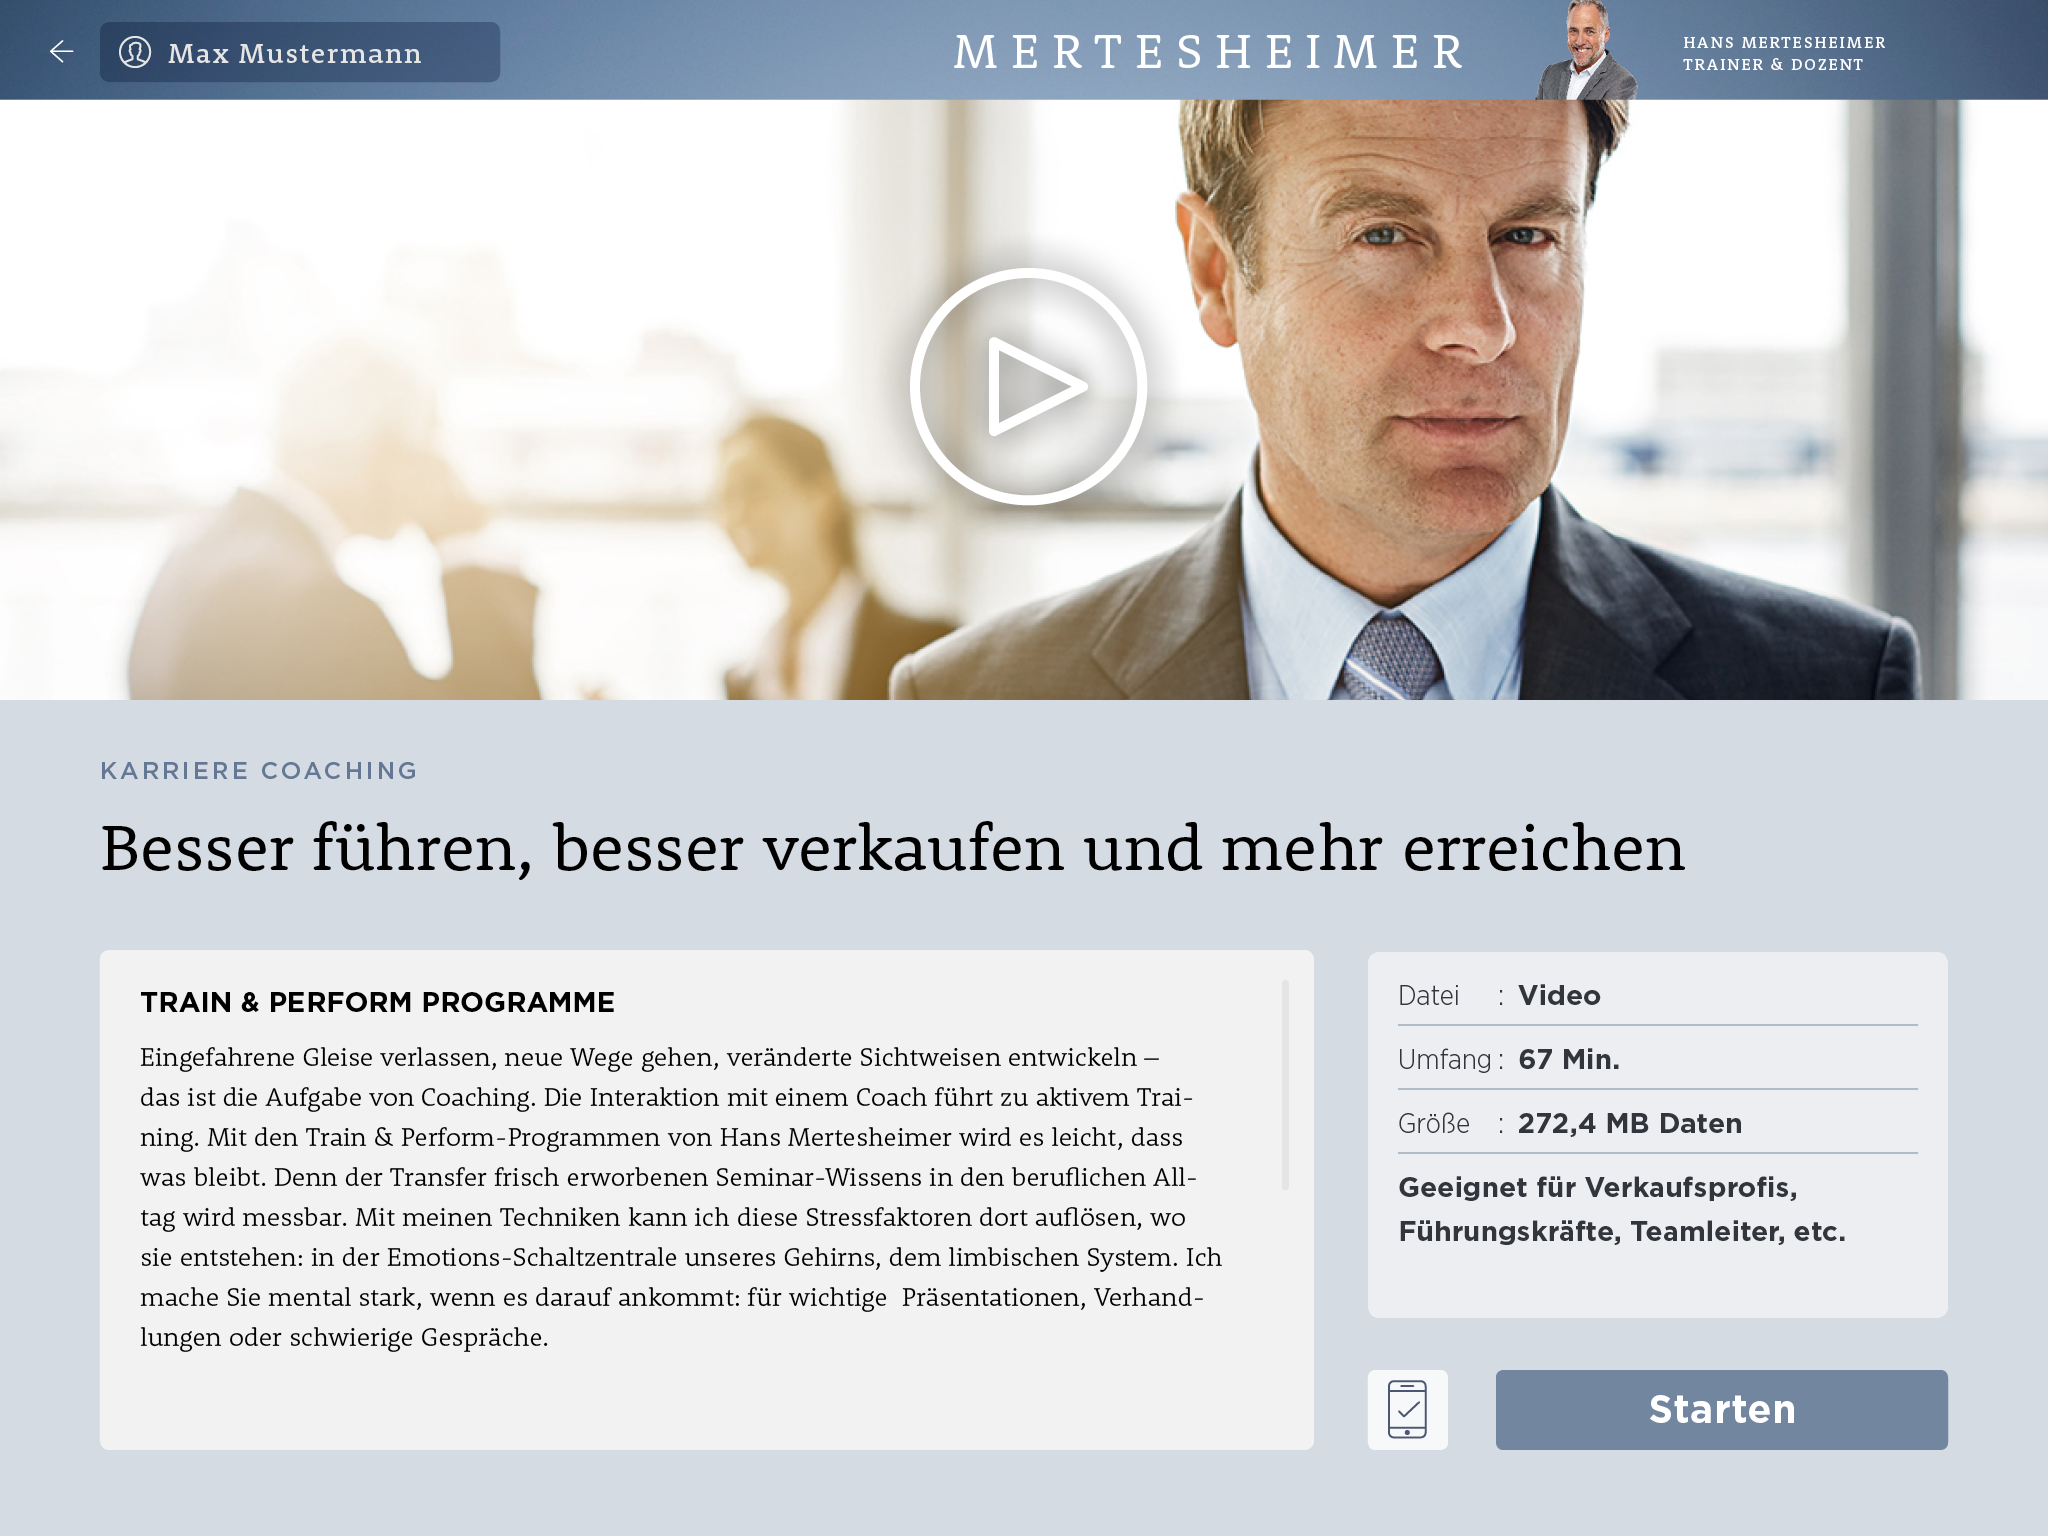 Max Mustermann
MERTESHEIMER
HANS MERTESHEIMER
TRAINER & DOZENT
KARRIERE COACHING
Besser führen, besser verkaufen und mehr erreichen
TRAIN & PERFORM PROGRAMME
Eingefahrene Gleise verlassen, neue Wege gehen, veränderte Sichtweisen entwickeln –
das ist die Aufgabe von Coaching. Die Interaktion mit einem Coach führt zu aktivem Trai-
ning. Mit den Train & Perform-Programmen von Hans Mertesheimer wird es leicht, dass
was bleibt. Denn der Transfer frisch erworbenen Seminar-Wissens in den beruflichen All-
tag wird messbar. Mit meinen Techniken kann ich diese Stressfaktoren dort auflösen, wo
sie entstehen: in der Emotions-Schaltzentrale unseres Gehirns, dem limbischen System. Ich
mache Sie mental stark, wenn es darauf ankommt: für wichtige  Präsentationen, Verhand-
lungen oder schwierige Gespräche.
Datei : Video
Umfang : 67 Min.
Größe : 272,4 MB Daten
Geeignet für Verkaufsprofis,
Führungskräfte, Teamleiter, etc.
Starten